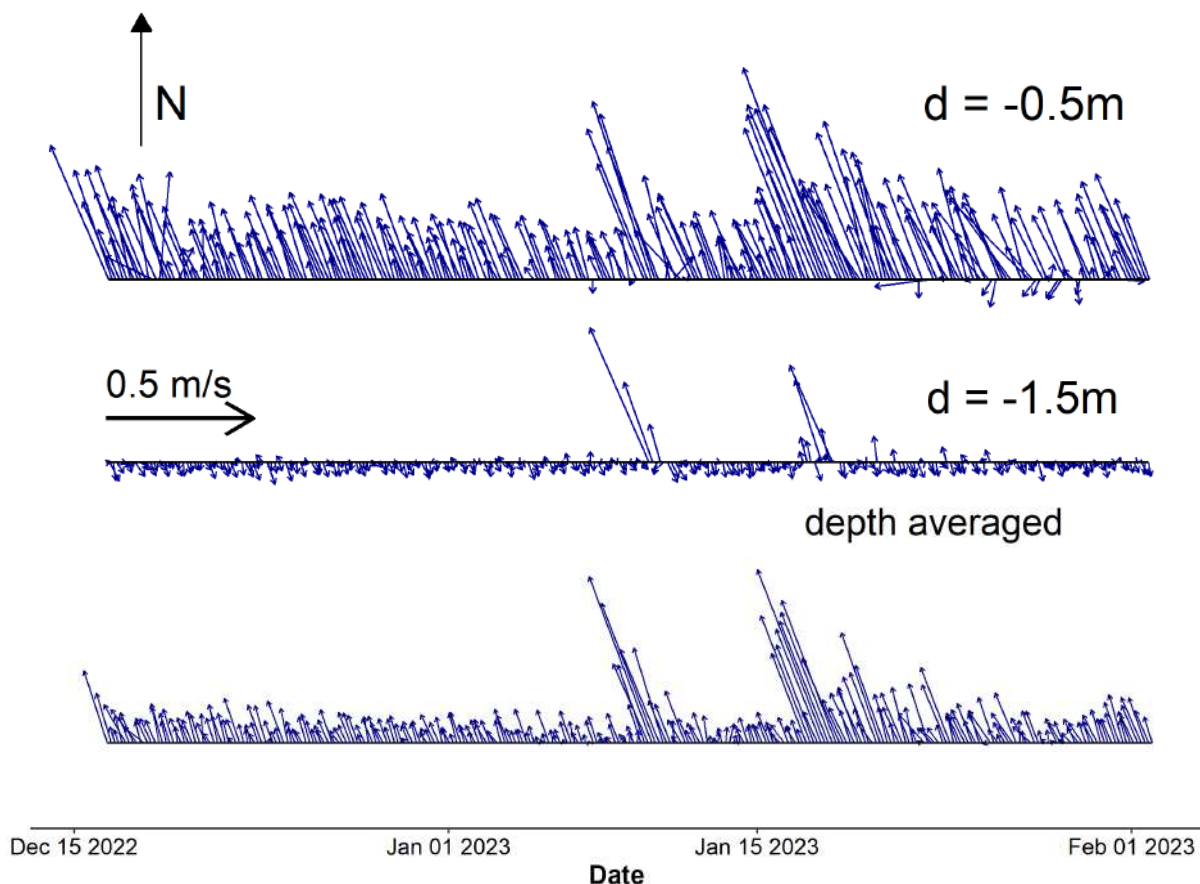 N
d = -0.5m
0.5 m/s
d = -1.5m
depth averaged
Dec 15 2022 Jan 01 2023 Jan 15 2023 Feb 01 2023
Date